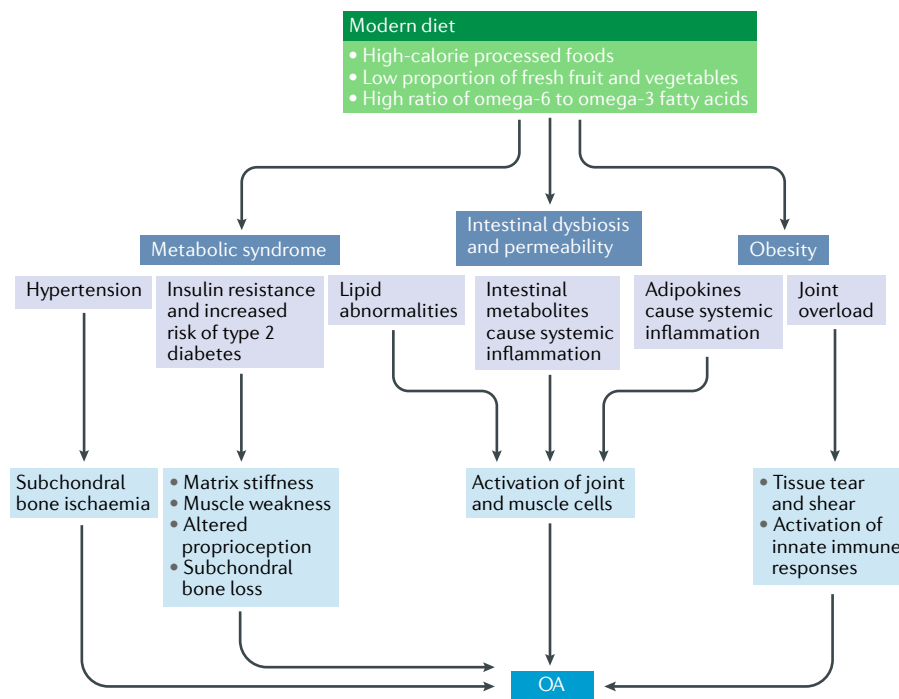 Modern diet
• High-calorie processed foods
• Low proportion of fresh fruit and vegetables
• High ratio of omega-6 to omega-3 fatty acids
Metabolic syndrome
Intestinal dysbiosis
and permeability
Obesity
Hypertension
Insulin resistance
and increased
risk of type 2
diabetes
Lipid
abnormalities
Intestinal
metabolites
cause systemic
inflammation
Adipokines
cause systemic
inflammation
Joint
overload
Subchondral
bone ischaemia
• Matrix stiffness
• Muscle weakness
• Altered
proprioception
• Subchondral
bone loss
Activation of joint
and muscle cells
• Tissue tear
and shear
• Activation of
innate immune
responses
OA